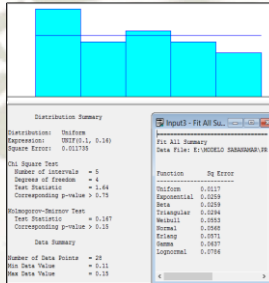 Distribution Summary
Distribution: Uniform
Expression: UNIF(0.1, 0.16)
Square Error: 0.011735
Chi Square Test
Number of intervals = 5
Degrees of freedom = 4
Test Statistic = 1.64
Corresponding p-value > 0.75
Kolmogorov-Smirnov Test
Test Statistic = 0.167
Corresponding p-value > 0.15
Data Summary
Number of Data Points = 28
Min Data Value = 0.11
Max Data Value = 0.15
Input3 - Fit All Su...
Fit All Summary
Data File: E:\MODELO
Function Sq Error
Uniform 0.0117
Exponential 0.0259
Beta 0.0259
Triangular 0.0294
Weibull 0.0553
Normal 0.0565
Erlang 0.0571
Gamma 0.0637
Lognormal 0.0706